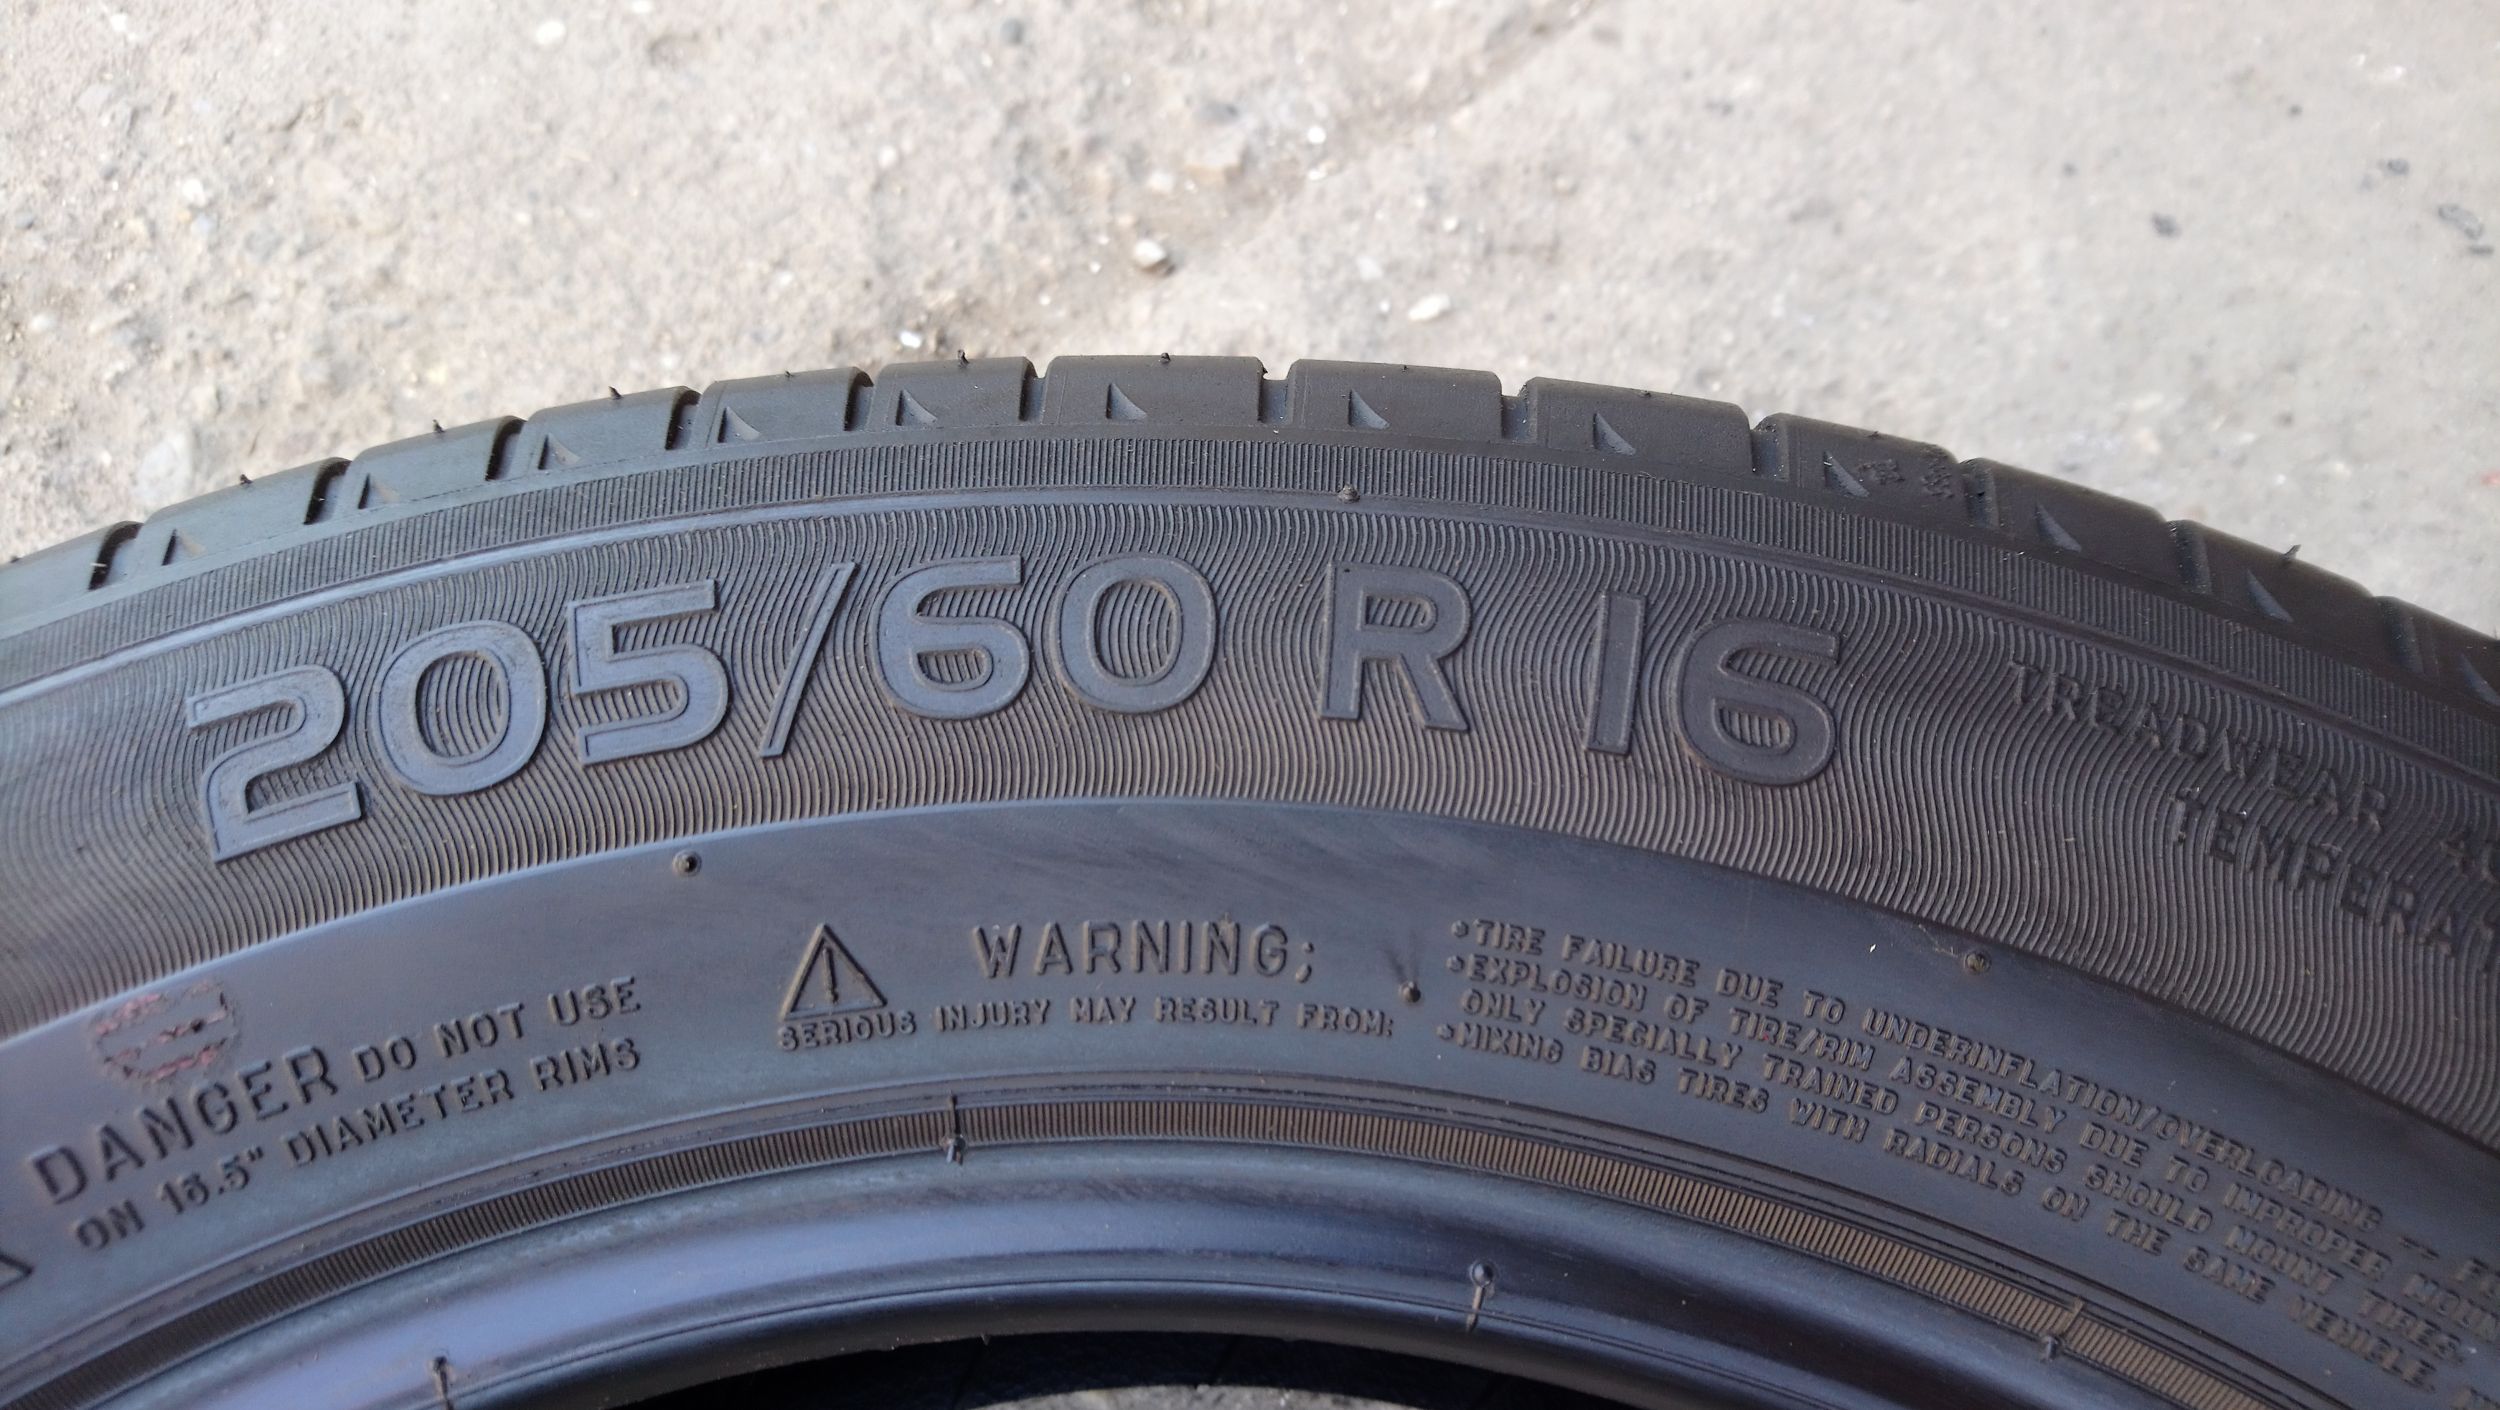 205/60 R 16
TREADWEAR
DANGER DO NOT USE
ON 16.5" DIAMETER RIMS
WARNING;
SERIOUS INJURY MAY RESULT FROM:
•TIRE FAILURE DUE TO UNDERINFLATION/OVERLOADING --
•EXPLOSION OF TIRE/RIM ASSEMBLY DUE TO IMPROPER
ONLY SPECIALLY TRAINED PERSONS SHOULD MOUNT TIRES.
•MIXING BIAS TIRES WITH RADIALS ON THE SAME VEHICLE.